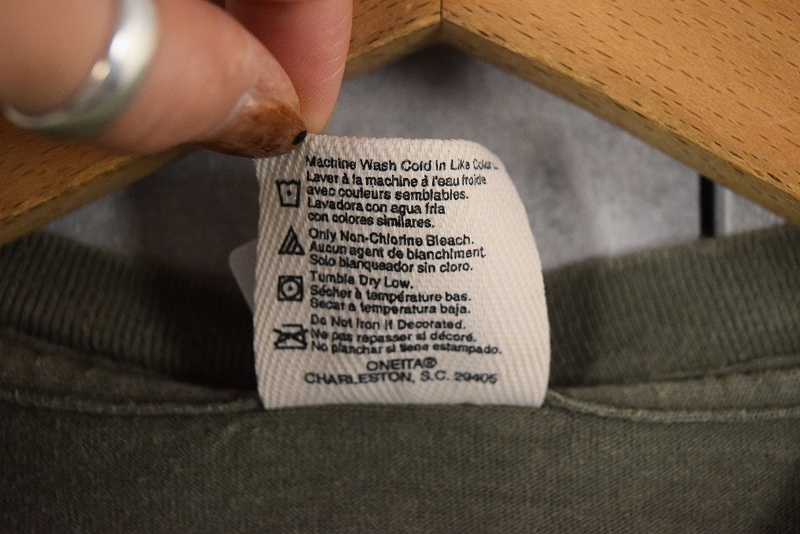 Machine Wash Cold in Like Color
Laver à la machine à l'eau froide
avec couleurs semblables.
Lavadora con agua fria
con colores similares.
Only Non-Chlorine Bleach.
Aucun agent de blanchiment
Solo blanqueador sin cloro.
Tumble Dry Low.
Sécher à température bas.
Secar a temperatura baja.
Do Not Iron if Decorated.
Ne pas repasser si décoré.
No planchar si tiene estampado.
ONEITA®
CHARLESTON, S.C. 29405